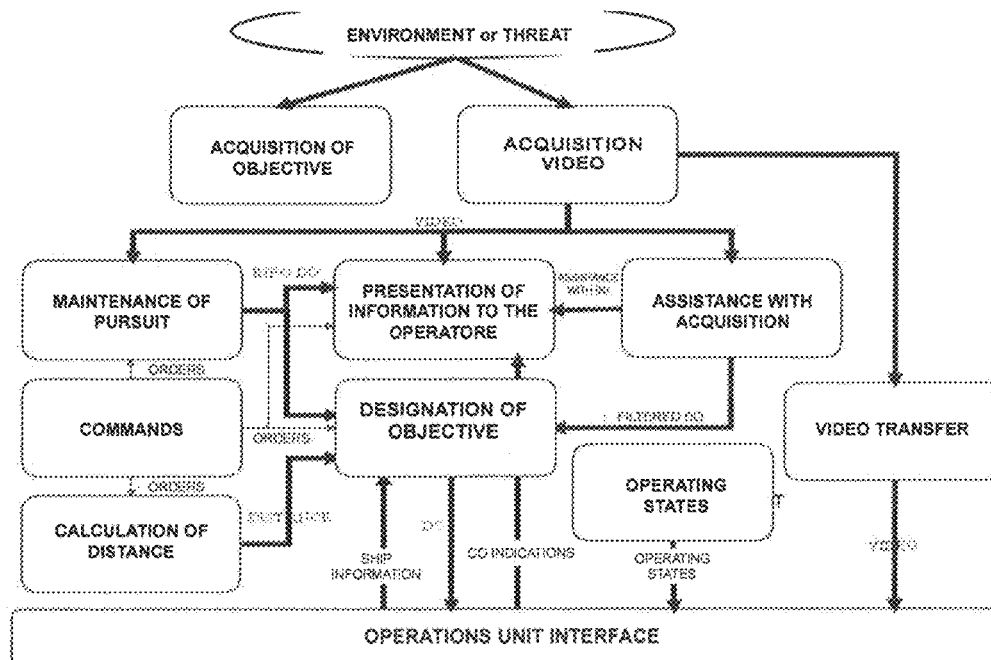 ENVIRONMENT or THREAT
ACQUISITION OF
OBJECTIVE
ACQUISITION
VIDEO
VIDEO
MAINTENANCE OF
PURSUIT
PRESENTATION OF
INFORMATION TO THE
OPERATORE
ASSISTANCE WITH
ACQUISITION
ORDERS
COMMANDS
ORDERS
DESIGNATION OF
OBJECTIVE
FILTERED
VIDEO TRANSFER
ORDERS
CALCULATION OF
DISTANCE
OPERATING
STATES
SHIP
INFORMATION
INDICATIONS
OPERATING
STATES
VIDEO
OPERATIONS UNIT INTERFACE